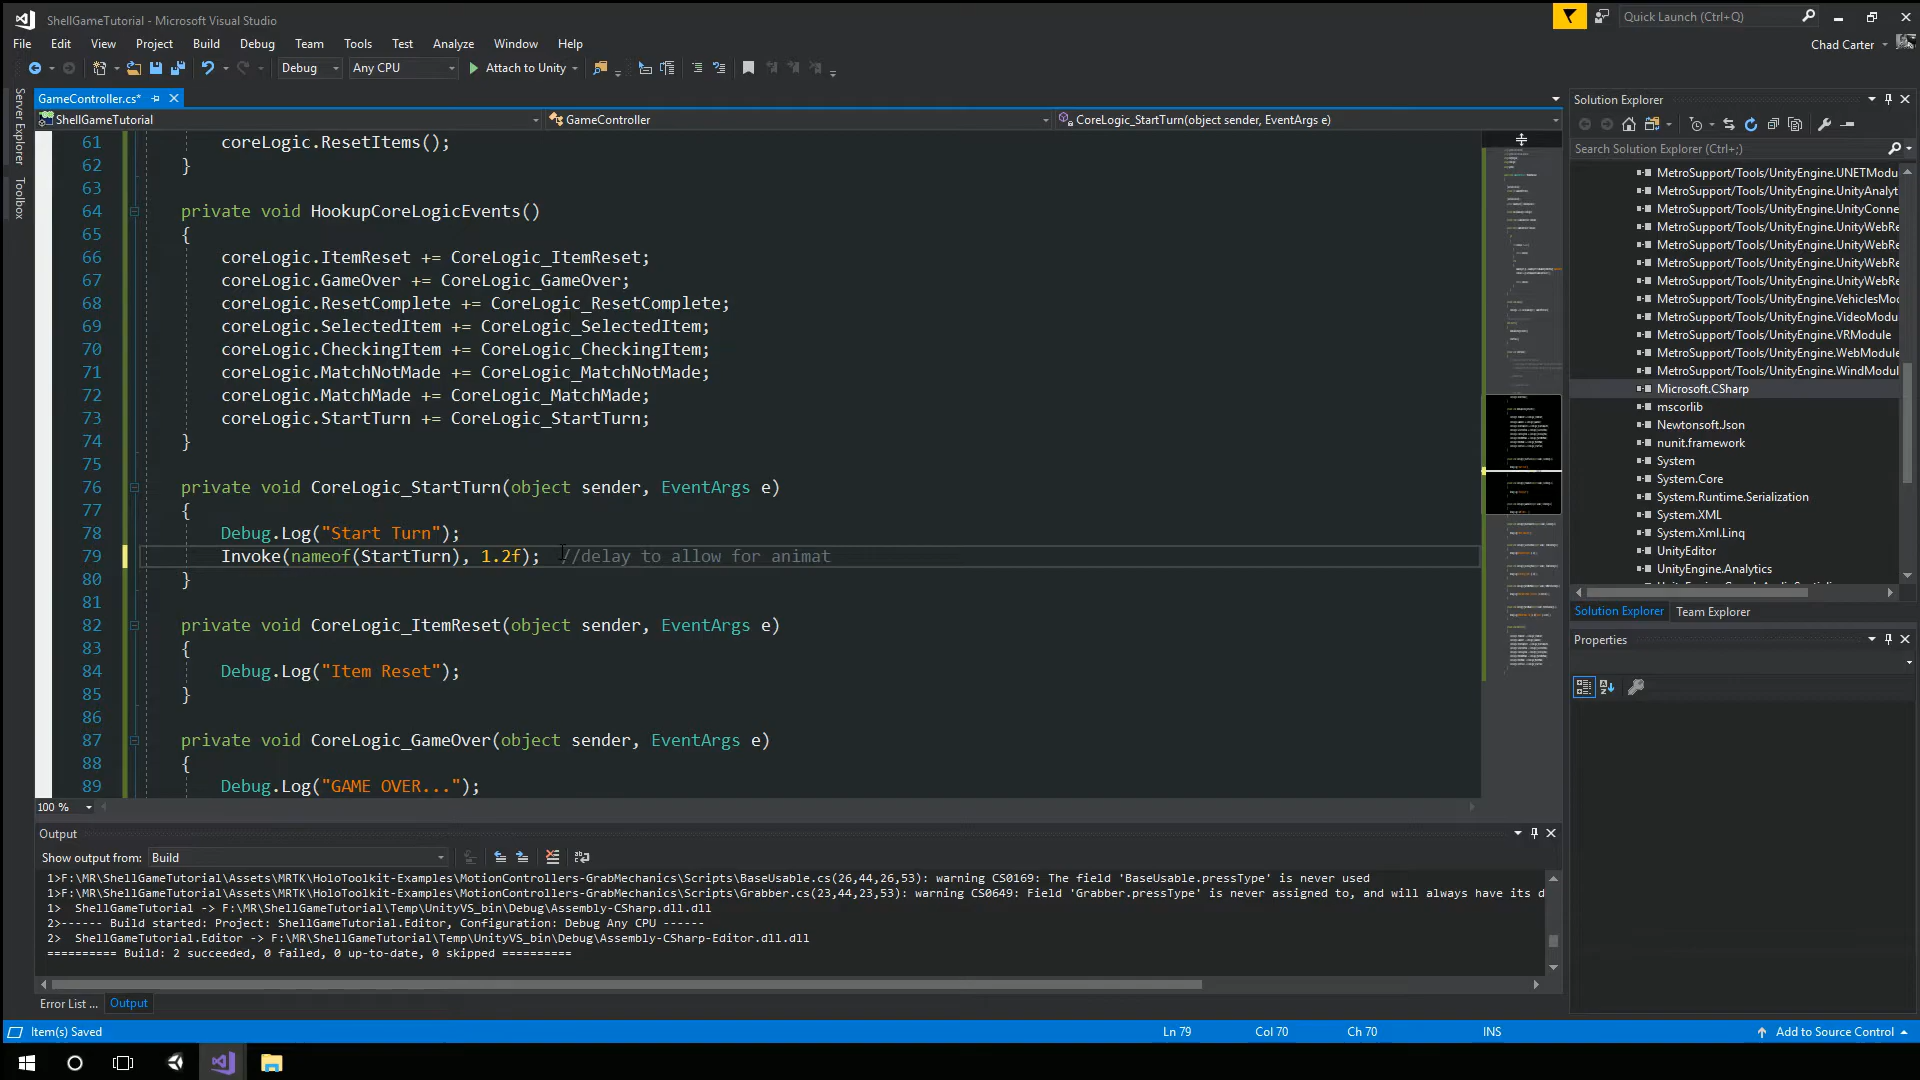 ShellGameTutorial - Microsoft Visual Studio
Quick Launch (Ctrl+;)
File Edit View Project Build Debug Team Tools Test Analyze Window Help
Chad Carter
Debug Any CPU Attach to Unity
Server Explorer
Toolbox
GameController.cs*
ShellGameTutorial GameController CoreLogic_StartTurn(object sender, EventArgs e)
61 coreLogic.ResetItems();
62 }
63
64 private void HookupCoreLogicEvents()
65 {
66 coreLogic.ItemReset += CoreLogic_ItemReset;
67 coreLogic.GameOver += CoreLogic_GameOver;
68 coreLogic.ResetComplete += CoreLogic_ResetComplete;
69 coreLogic.SelectedItem += CoreLogic_SelectedItem;
70 coreLogic.CheckingItem += CoreLogic_CheckingItem;
71 coreLogic.MatchNotMade += CoreLogic_MatchNotMade;
72 coreLogic.MatchMade += CoreLogic_MatchMade;
73 coreLogic.StartTurn += CoreLogic_StartTurn;
74 }
75
76 private void CoreLogic_StartTurn(object sender, EventArgs e)
77 {
78 Debug.Log("Start Turn");
79 Invoke(nameof(StartTurn), 1.2f); //delay to allow for animat
80 }
81
82 private void CoreLogic_ItemReset(object sender, EventArgs e)
83 {
84 Debug.Log("Item Reset");
85 }
86
87 private void CoreLogic_GameOver(object sender, EventArgs e)
88 {
89 Debug.Log("GAME OVER...");
100 %
Output
Show output from: Build
1>F:\MR\ShellGameTutorial\Assets\MRTK\HoloToolkit-Examples\MotionControllers-GrabMechanics\Scripts\BaseUsable.cs(26,44,26,53): warning CS0169: The field 'BaseUsable.pressType' is never used
1>F:\MR\ShellGameTutorial\Assets\MRTK\HoloToolkit-Examples\MotionControllers-GrabMechanics\Scripts\Grabber.cs(23,44,23,53): warning CS0649: Field 'Grabber.pressType' is never assigned to, and will always have its d
1> ShellGameTutorial -> F:\MR\ShellGameTutorial\Temp\UnityVS_bin\Debug\Assembly-CSharp.dll.dll
2>------ Build started: Project: ShellGameTutorial.Editor, Configuration: Debug Any CPU ------
2> ShellGameTutorial.Editor -> F:\MR\ShellGameTutorial\Temp\UnityVS_bin\Debug\Assembly-CSharp-Editor.dll.dll
========== Build: 2 succeeded, 0 failed, 0 up-to-date, 0 skipped ==========
Error List ... Output
Solution Explorer
Search Solution Explorer (Ctrl+;)
MetroSupport/Tools/UnityEngine.UNETModu
MetroSupport/Tools/UnityEngine.UnityAnalyt
MetroSupport/Tools/UnityEngine.UnityConne
MetroSupport/Tools/UnityEngine.UnityWebRe
MetroSupport/Tools/UnityEngine.UnityWebRe
MetroSupport/Tools/UnityEngine.UnityWebRe
MetroSupport/Tools/UnityEngine.UnityWebRe
MetroSupport/Tools/UnityEngine.VehiclesMod
MetroSupport/Tools/UnityEngine.VideoModu
MetroSupport/Tools/UnityEngine.VRModule
MetroSupport/Tools/UnityEngine.WebModule
MetroSupport/Tools/UnityEngine.WindModul
Microsoft.CSharp
mscorlib
Newtonsoft.Json
nunit.framework
System
System.Core
System.Runtime.Serialization
System.XML
System.Xml.Linq
UnityEditor
UnityEngine.Analytics
Solution Explorer Team Explorer
Properties
Item(s) Saved Ln 79 Col 70 Ch 70 INS Add to Source Control